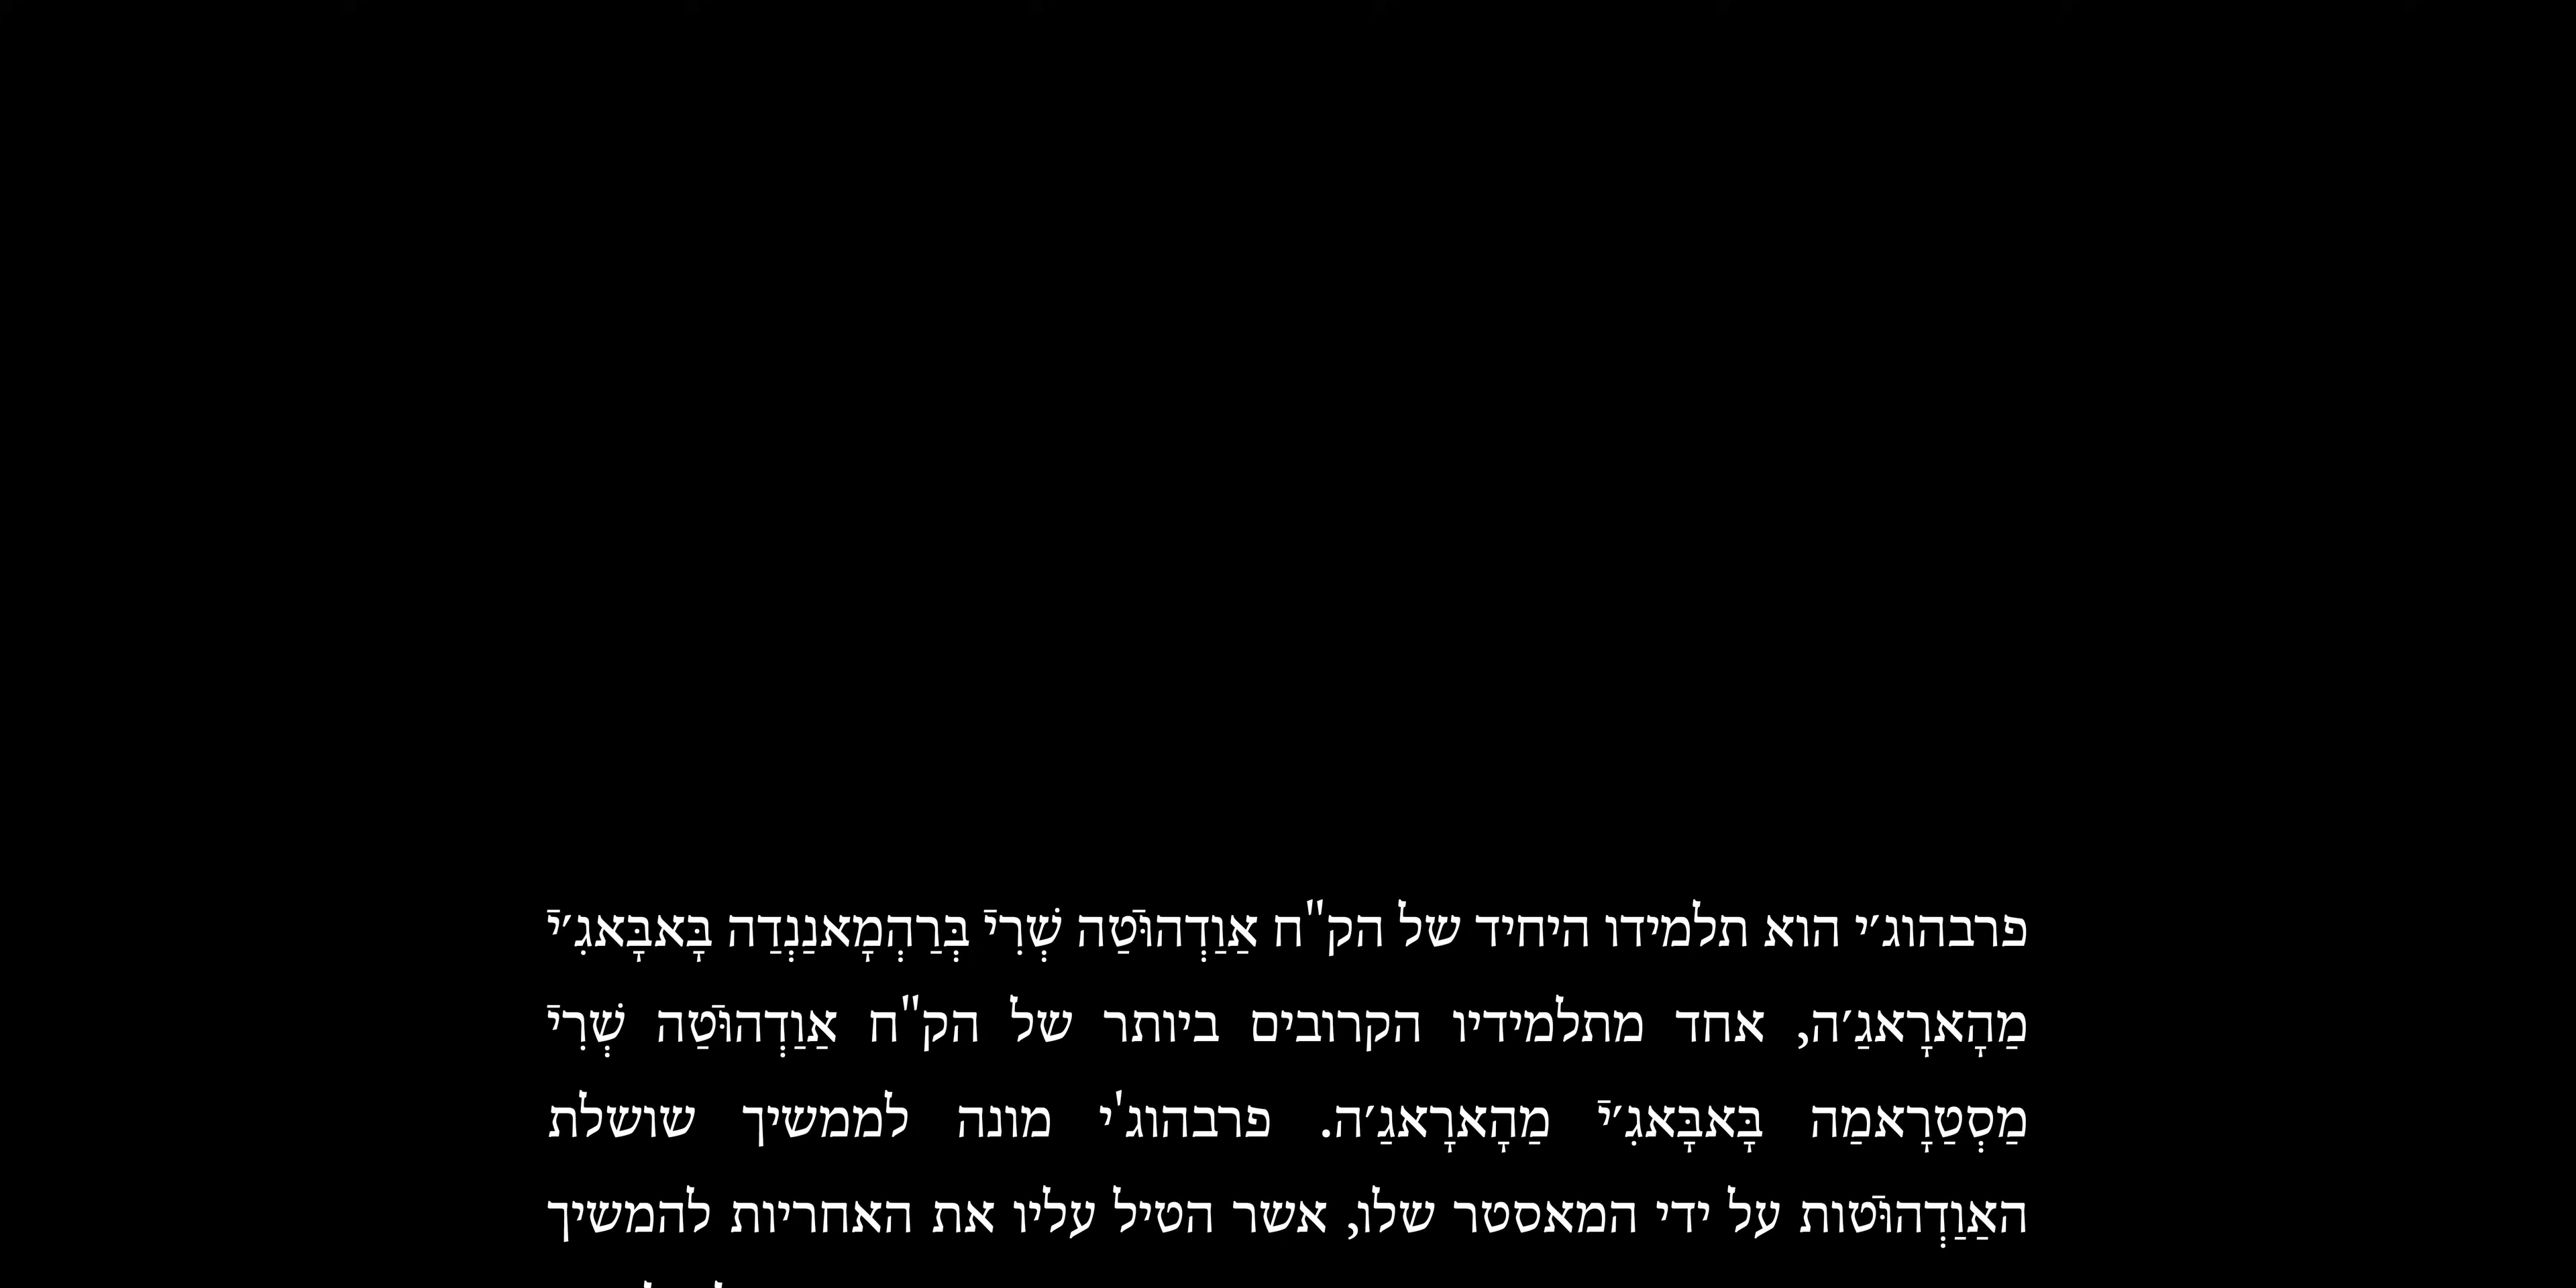 פרבהוג׳י הוא תלמידו היחיד של הק"ח אַוַדְהוּטַה שְׁרִי בְּרַהְמָאנַנְדַה בָּאבָּאגִ׳י
מַהָארָאגַ׳ה, אחד מתלמידיו הקרובים ביותר של הק"ח אַוַדְהוּטַה שְׁרִי
מַסְטַרָאמַה בָּאבָּאגִ׳י מַהָארָאגַ׳ה. פרבהוג'י מונה לממשיך שושלת
האַוַדְהוּטות על ידי המאסטר שלו, אשר הטיל עליו את האחריות להמשיך